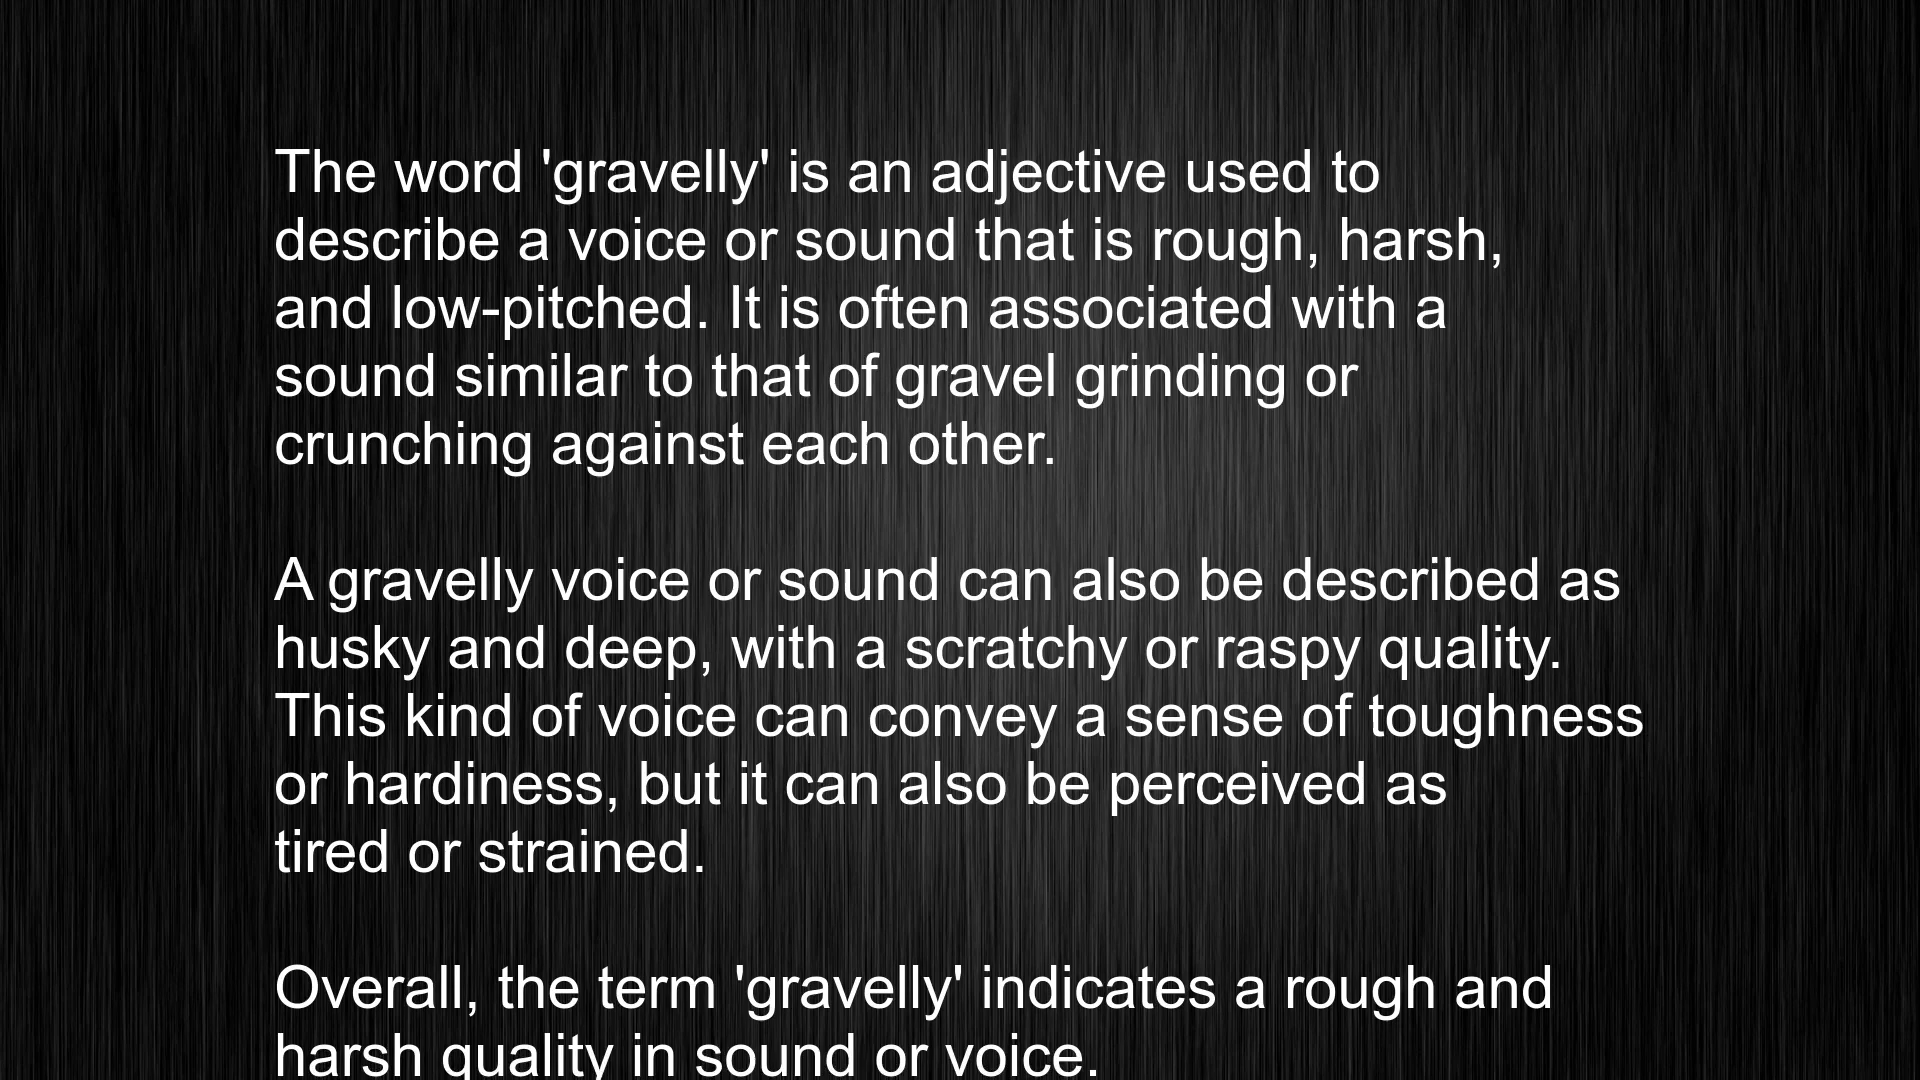 The word 'gravelly' is an adjective used to
describe a voice or sound that is rough, harsh,
and low-pitched. It is often associated with a
sound similar to that of gravel grinding or
crunching against each other.
A gravelly voice or sound can also be described as
husky and deep, with a scratchy or raspy quality.
This kind of voice can convey a sense of toughness
or hardiness, but it can also be perceived as
tired or strained.
Overall, the term 'gravelly' indicates a rough and
harsh quality in sound or voice.